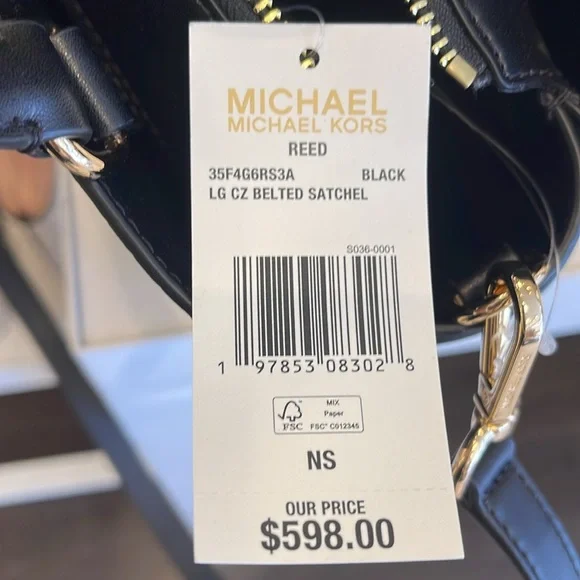 MICHAEL
MICHAEL KORS
REED
35F4G6RS3A BLACK
LG CZ BELTED SATCHEL
S036-0001
1 97853 08302 8
FSC
MIX
Paper
FSC® C012345
NS
OUR PRICE
$598.00